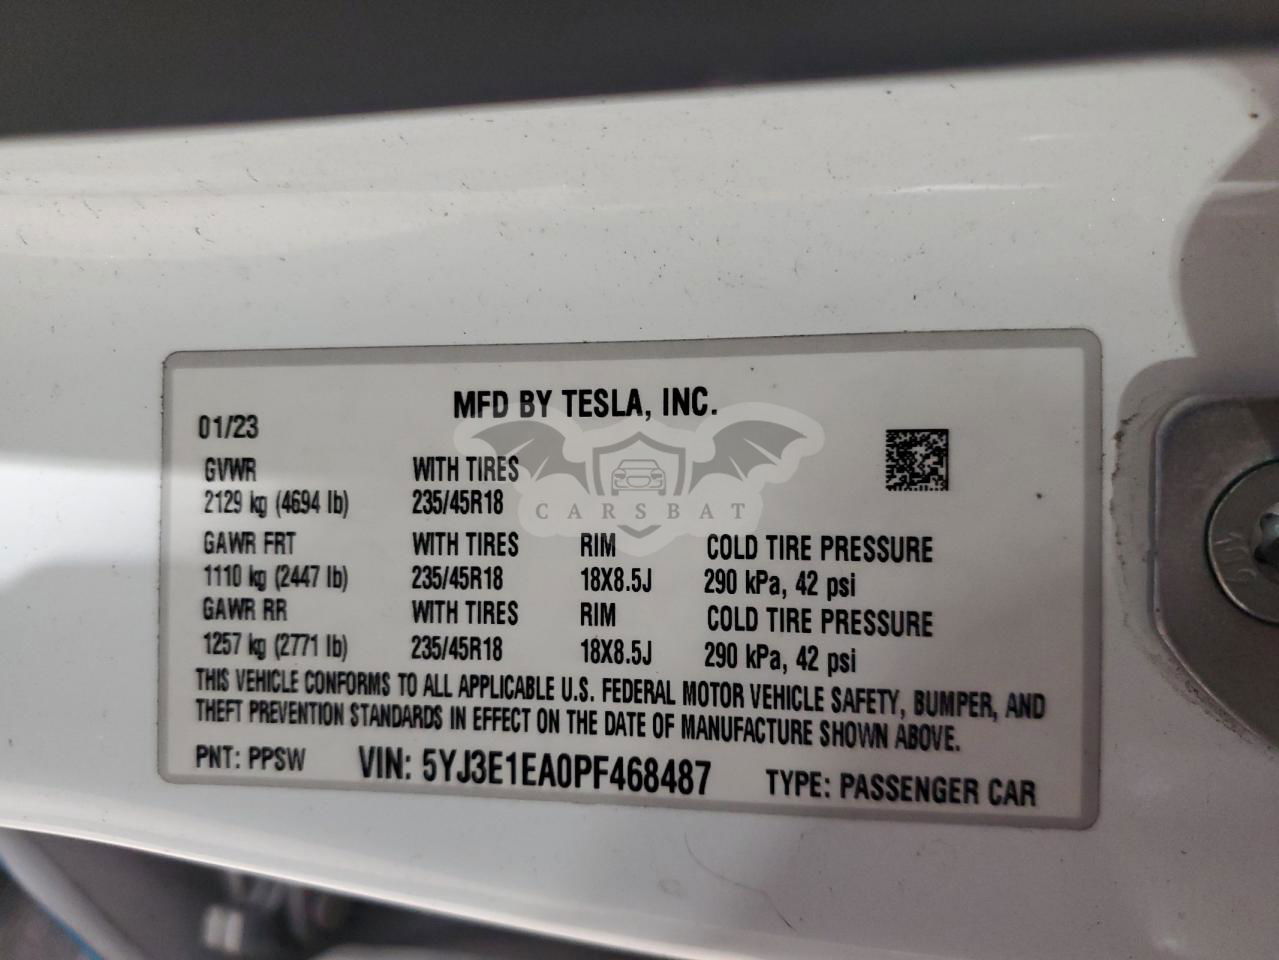 MFD BY TESLA, INC.
01/23
GVWR WITH TIRES
2129 kg (4694 lb) 235/45R18
CARSBAT
GAWR FRT WITH TIRES RIM COLD TIRE PRESSURE
1110 kg (2447 lb) 235/45R18 18X8.5J 290 kPa, 42 psi
GAWR RR WITH TIRES RIM COLD TIRE PRESSURE
1257 kg (2771 lb) 235/45R18 18X8.5J 290 kPa, 42 psi
THIS VEHICLE CONFORMS TO ALL APPLICABLE U.S. FEDERAL MOTOR VEHICLE SAFETY, BUMPER, AND
THEFT PREVENTION STANDARDS IN EFFECT ON THE DATE OF MANUFACTURE SHOWN ABOVE.
PNT: PPSW VIN: 5YJ3E1EA0PF468487 TYPE: PASSENGER CAR